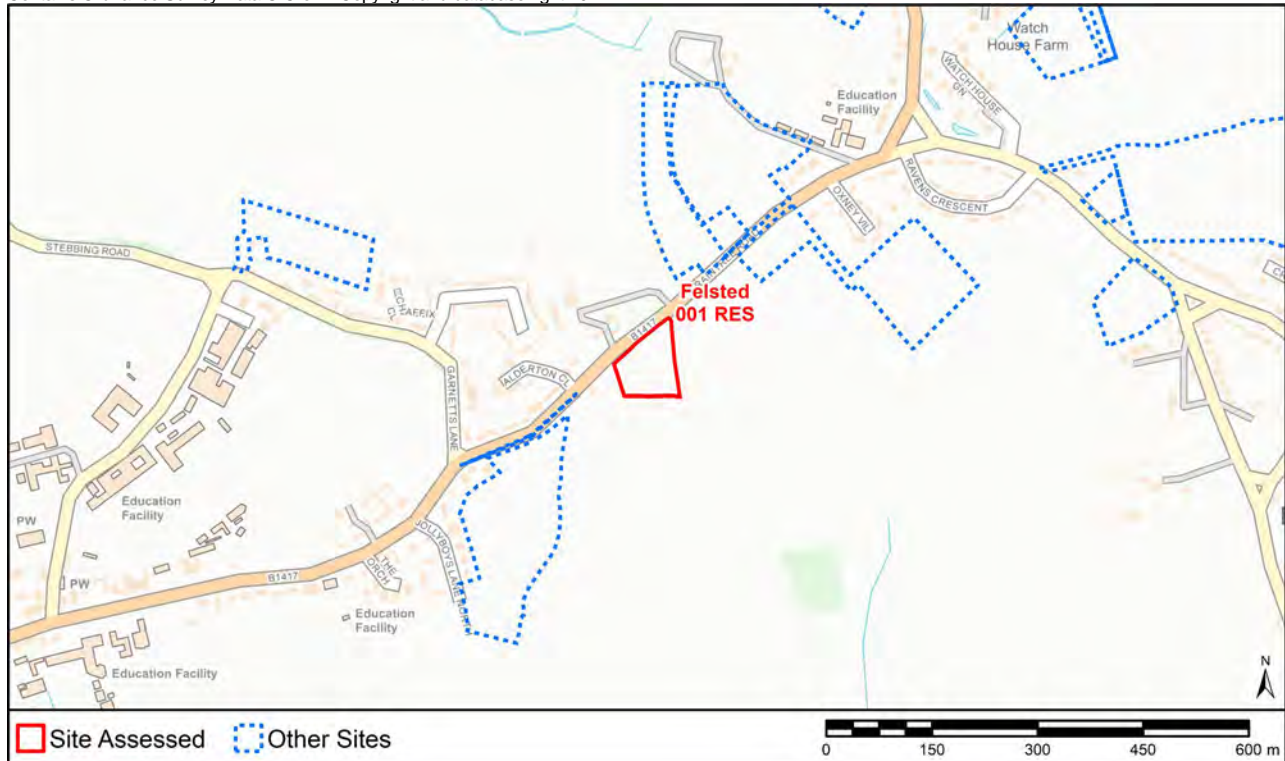 Watch
House Farm
WATCH HOUSE
GN
Education
Facility
RAVENS CRESCENT
OXNEY VIL
STEBBING ROAD
Felsted
001 RES
B1417
CHAFFIX
ALDERTON CL
GARNETTS LANE
Education
Facility
PW
JOLLYBOYS LANE NORTH
THE
ORCH
B1417
PW
Education
Facility
Education Facility
N
Site Assessed
Other Sites
0
150
300
450
600 m